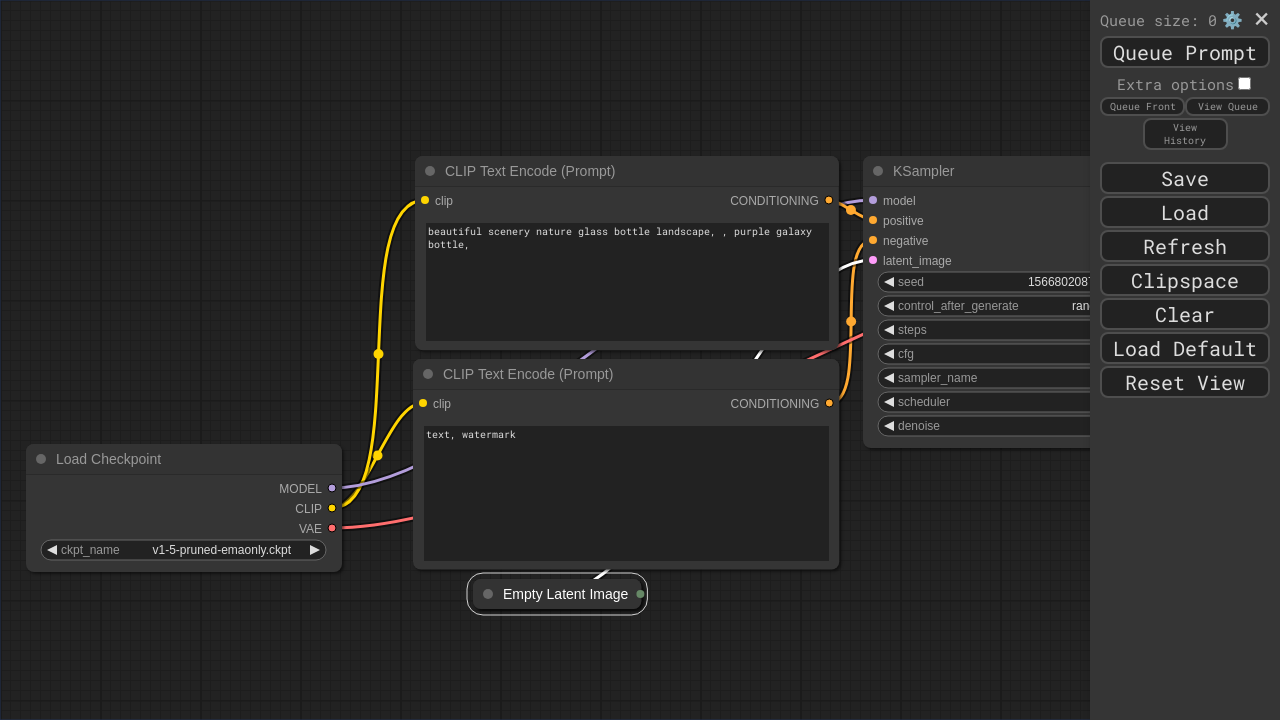 Queue size: 0
Queue Prompt
Extra options
Queue Front
View Queue
View
History
Save
Load
Refresh
Clipspace
Clear
Load Default
Reset View
CLIP Text Encode (Prompt)
clip
CONDITIONING
beautiful scenery nature glass bottle landscape, , purple galaxy
bottle,
KSampler
model
positive
negative
latent_image
seed
control_after_generate
steps
cfg
sampler_name
scheduler
denoise
CLIP Text Encode (Prompt)
clip
CONDITIONING
text, watermark
Load Checkpoint
MODEL
CLIP
VAE
ckpt_name v1-5-pruned-emaonly.ckpt
Empty Latent Image